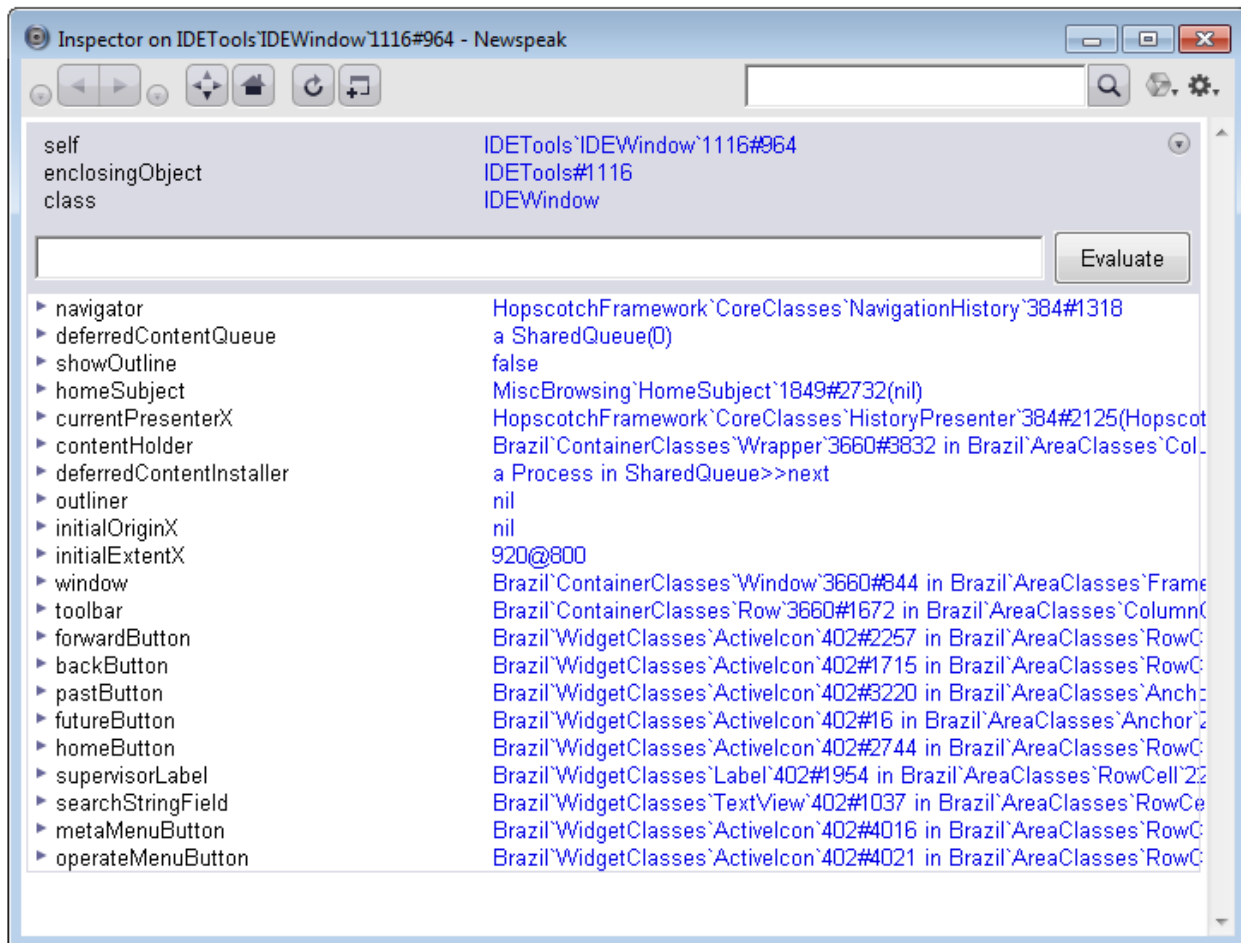 Inspector on IDETools`IDEWindow`1116#964 - Newspeak
self IDETools`IDEWindow`1116#964
enclosingObject IDETools#1116
class IDEWindow
Evaluate
navigator HopscotchFramework`CoreClasses`NavigationHistory`384#1318
deferredContentQueue a SharedQueue(0)
showOutline false
homeSubject MiscBrowsing`HomeSubject`1849#2732(nil)
currentPresenterX HopscotchFramework`CoreClasses`HistoryPresenter`384#2125(Hopscot
contentHolder Brazil`ContainerClasses`Wrapper`3660#3832 in Brazil`AreaClasses`Col
deferredContentInstaller a Process in SharedQueue>>next
outliner nil
initialOriginX nil
initialExtentX 920@800
window Brazil`ContainerClasses`Window`3660#844 in Brazil`AreaClasses`Frame
toolbar Brazil`ContainerClasses`Row`3660#1672 in Brazil`AreaClasses`Column
forwardButton Brazil`WidgetClasses`ActiveIcon`402#2257 in Brazil`AreaClasses`RowC
backButton Brazil`WidgetClasses`ActiveIcon`402#1715 in Brazil`AreaClasses`RowC
pastButton Brazil`WidgetClasses`ActiveIcon`402#3220 in Brazil`AreaClasses`Ancho
futureButton Brazil`WidgetClasses`ActiveIcon`402#16 in Brazil`AreaClasses`Anchor`2
homeButton Brazil`WidgetClasses`ActiveIcon`402#2744 in Brazil`AreaClasses`RowC
supervisorLabel Brazil`WidgetClasses`Label`402#1954 in Brazil`AreaClasses`RowCell`22
searchStringField Brazil`WidgetClasses`TextView`402#1037 in Brazil`AreaClasses`RowCe
metaMenuButton Brazil`WidgetClasses`ActiveIcon`402#4016 in Brazil`AreaClasses`RowC
operateMenuButton Brazil`WidgetClasses`ActiveIcon`402#4021 in Brazil`AreaClasses`RowC